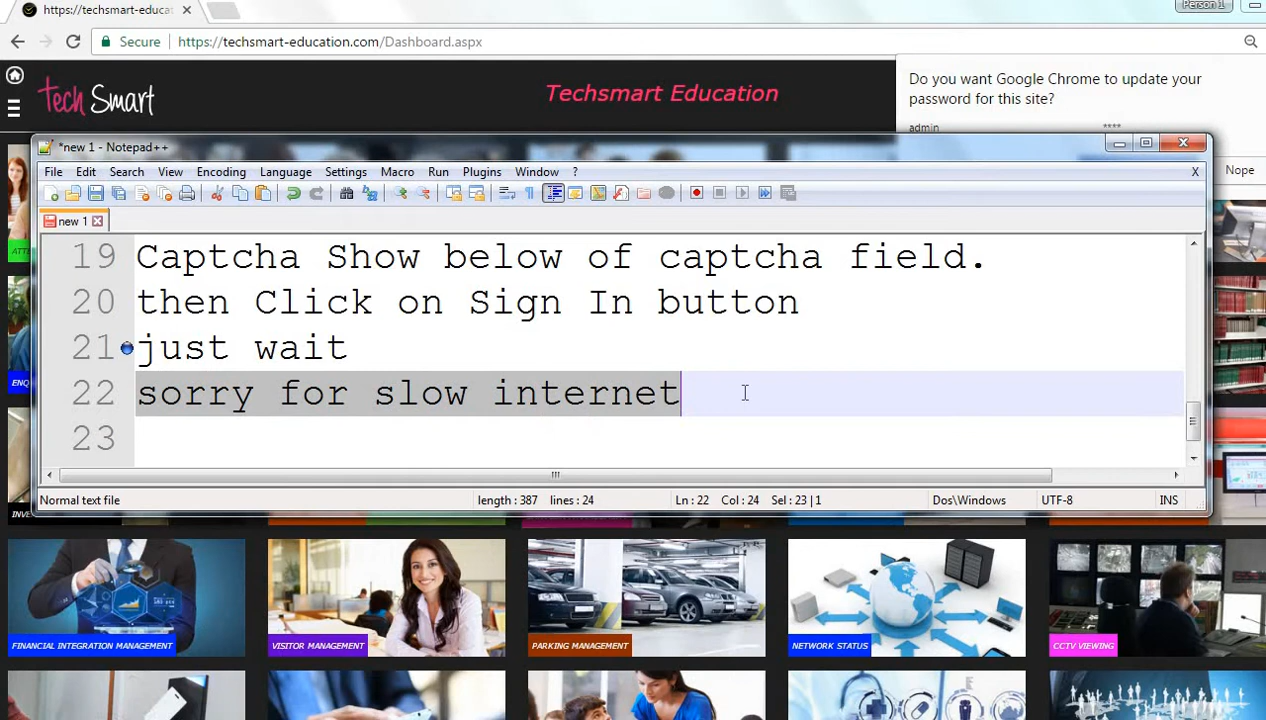 https://techsmart-educa
Person 1
Secure https://techsmart-education.com/Dashboard.aspx
tech Smart
Techsmart Education
Do you want Google Chrome to update your
password for this site?
admin ****
Nope
*new 1 - Notepad++
File Edit Search View Encoding Language Settings Macro Run Plugins Window ? X
new 1
19 Captcha Show below of captcha field.
20 then Click on Sign In button
21 just wait
22 sorry for slow internet
23
Normal text file length : 387 lines : 24 Ln : 22 Col : 24 Sel : 23 | 1 Dos\Windows UTF-8 INS
FINANCIAL INTEGRATION MANAGEMENT
VISITOR MANAGEMENT
PARKING MANAGEMENT
NETWORK STATUS
CCTV VIEWING